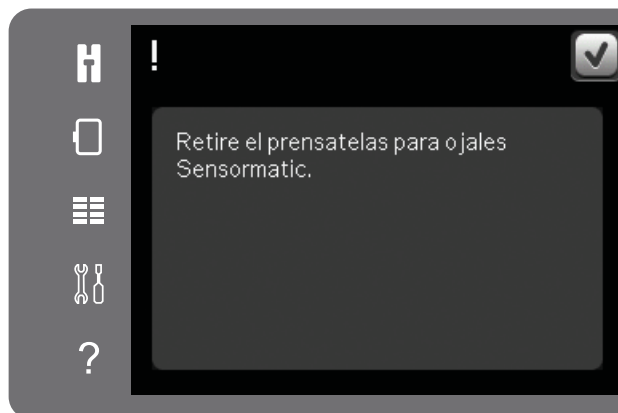 !
Retire el prensatelas para ojales
Sensormatic.
?